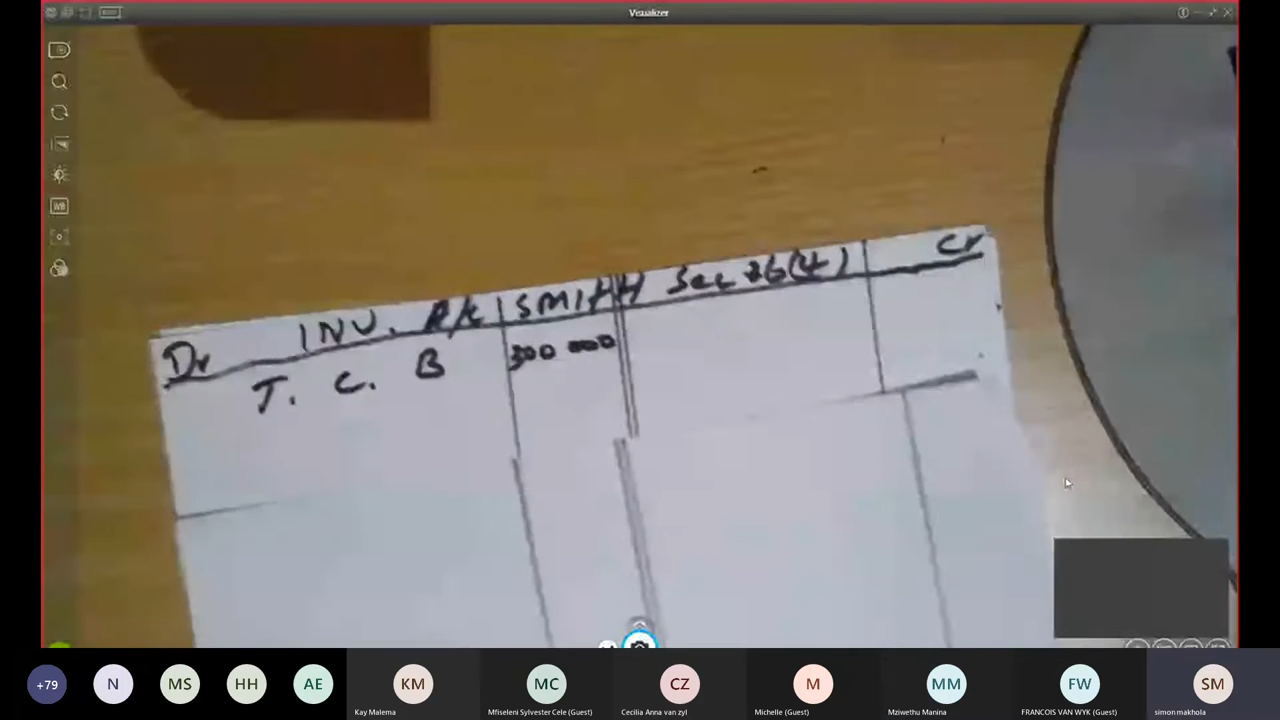 Visualizer
Dr INV. A/C SMITH Sec 86(4) Cr
T. C. B 300 000
WB
+79
N
MS
HH
AE
KM
MC
CZ
M
MM
FW
SM
Kay Malema
Mfiseleni Sylvester Cele (Guest)
Cecilia Anna van zyl
Michelle (Guest)
Mziwethu Manina
FRANCOIS VAN WYK (Guest)
simon makhola